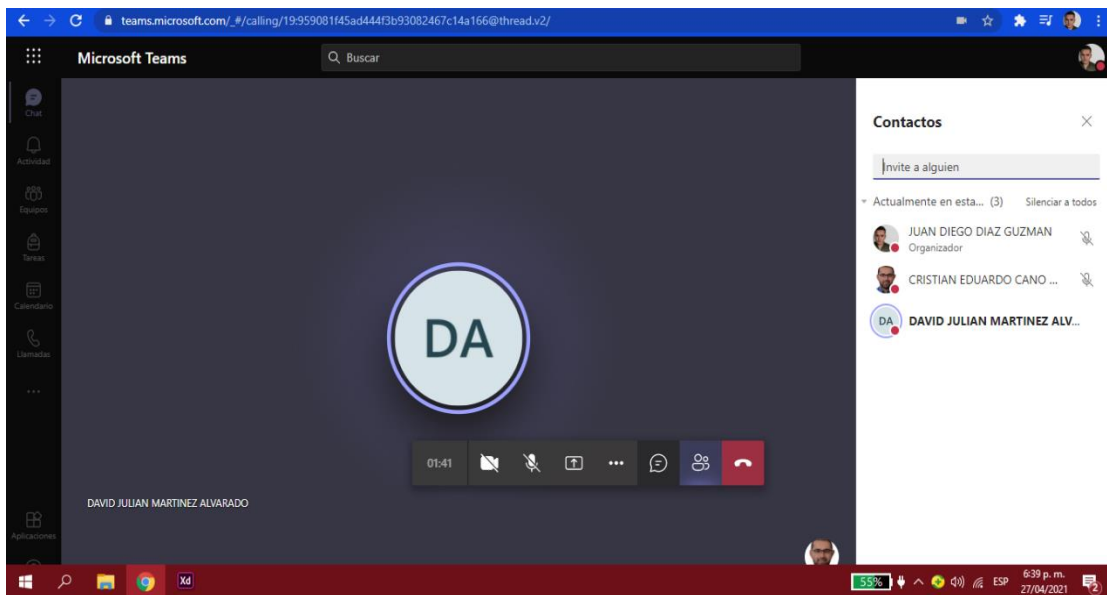 teams.microsoft.com/_#/calling/19:959081f45ad444f3b93082467c14a166@thread.v2/
Microsoft Teams
Buscar
Chat
Actividad
Equipos
Tareas
Calendario
Llamadas
Aplicaciones
DA
01:41
DAVID JULIAN MARTINEZ ALVARADO
Contactos
Invite a alguien
Actualmente en esta... (3) Silenciar a todos
JUAN DIEGO DIAZ GUZMAN
Organizador
CRISTIAN EDUARDO CANO ...
DA DAVID JULIAN MARTINEZ ALV...
Xd
55%
ESP
6:39 p. m.
27/04/2021
2